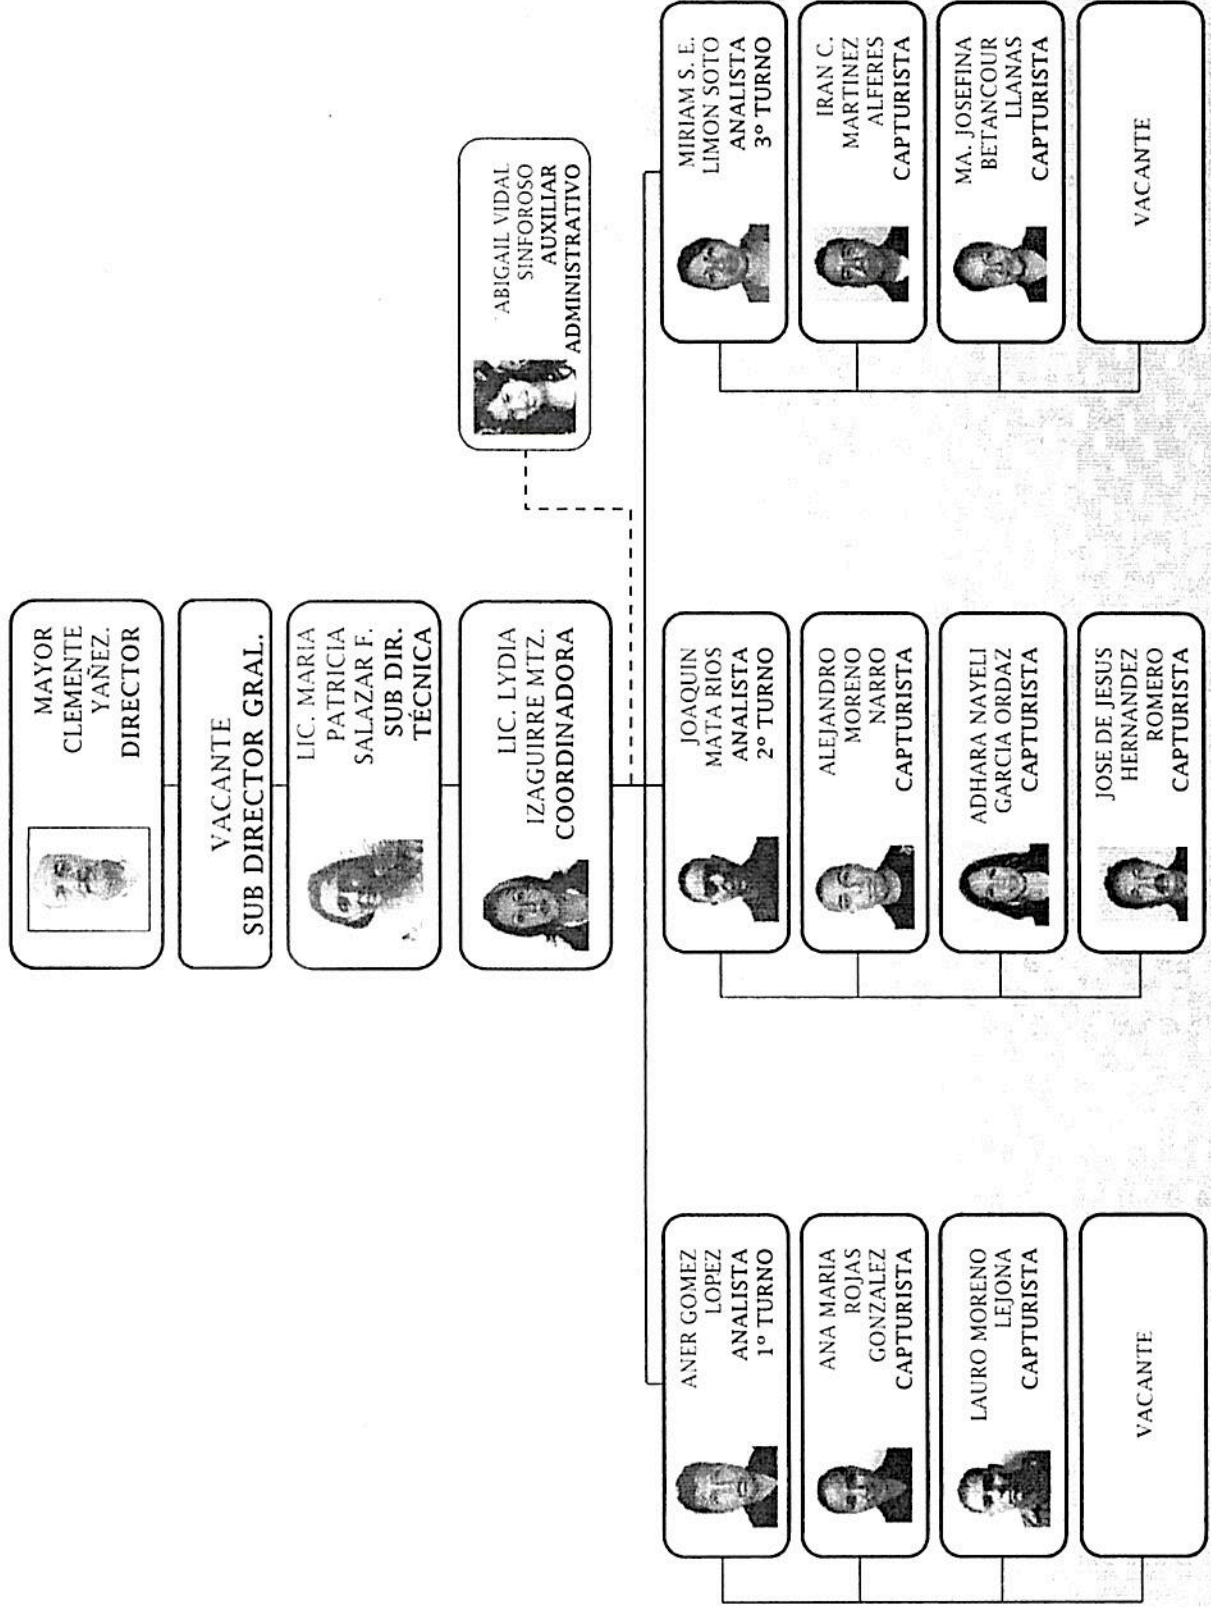 MAYOR
CLEMENTE
YAÑEZ.
DIRECTOR
VACANTE
SUB DIRECTOR GRAL.
LIC. MARIA
PATRICIA
SALAZAR F.
SUB DIR.
TÉCNICA
LIC. LYDIA
IZAGUIRRE MTZ.
COORDINADORA
ABIGAIL VIDAL
SINFOROSO
AUXILIAR
ADMINISTRATIVO
ANER GOMEZ
LOPEZ
ANALISTA
1º TURNO
ANA MARIA
ROJAS
GONZALEZ
CAPTURISTA
LAURO MORENO
LEJONA
CAPTURISTA
VACANTE
JOAQUIN
MATA RIOS
ANALISTA
2º TURNO
ALEJANDRO
MORENO
NARRO
CAPTURISTA
ADHARA NAYELI
GARCIA ORDAZ
CAPTURISTA
JOSE DE JESUS
HERNANDEZ
ROMERO
CAPTURISTA
MIRIAM S. E.
LIMON SOTO
ANALISTA
3º TURNO
IRAN C.
MARTINEZ
ALFERES
CAPTURISTA
MA. JOSEFINA
BETANCOUR
LLANAS
CAPTURISTA
VACANTE